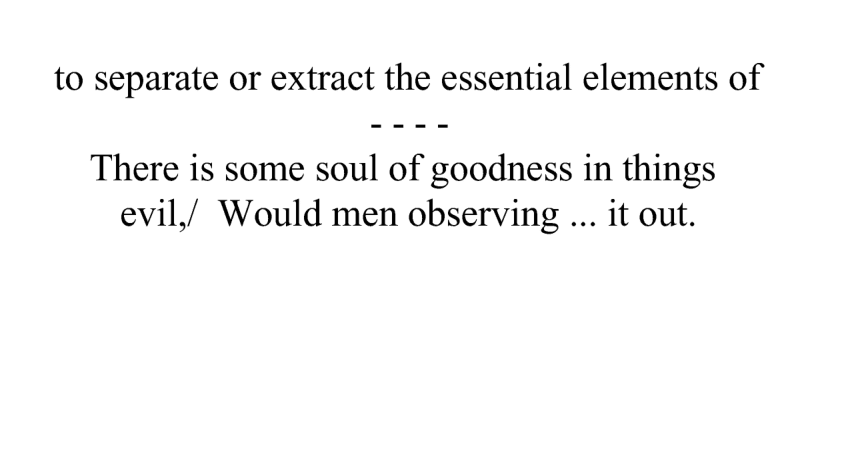 to separate or extract the essential elements of
- - - -
There is some soul of goodness in things
evil,/  Would men observing ... it out.